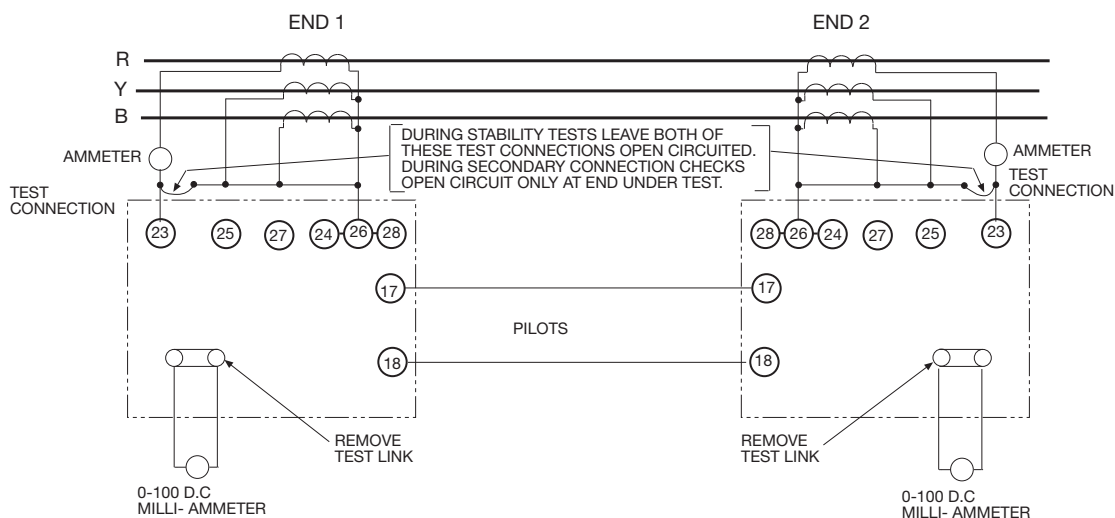 END 1
END 2
R
Y
B
DURING STABILITY TESTS LEAVE BOTH OF
THESE TEST CONNECTIONS OPEN CIRCUITED.
DURING SECONDARY CONNECTION CHECKS
OPEN CIRCUIT ONLY AT END UNDER TEST.
AMMETER
TEST
CONNECTION
AMMETER
TEST
CONNECTION
23 25 27 24 26 28
28 26 24 27 25 23
17
17
PILOTS
18
18
REMOVE
TEST LINK
REMOVE
TEST LINK
0-100 D.C
MILLI- AMMETER
0-100 D.C
MILLI- AMMETER